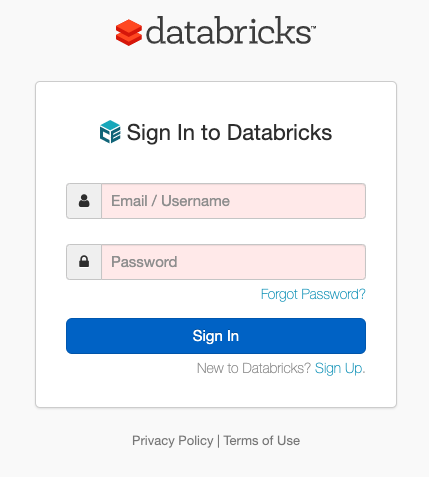 databricks™
CE Sign In to Databricks
Email / Username
Password
Forgot Password?
Sign In
New to Databricks? Sign Up.
Privacy Policy | Terms of Use